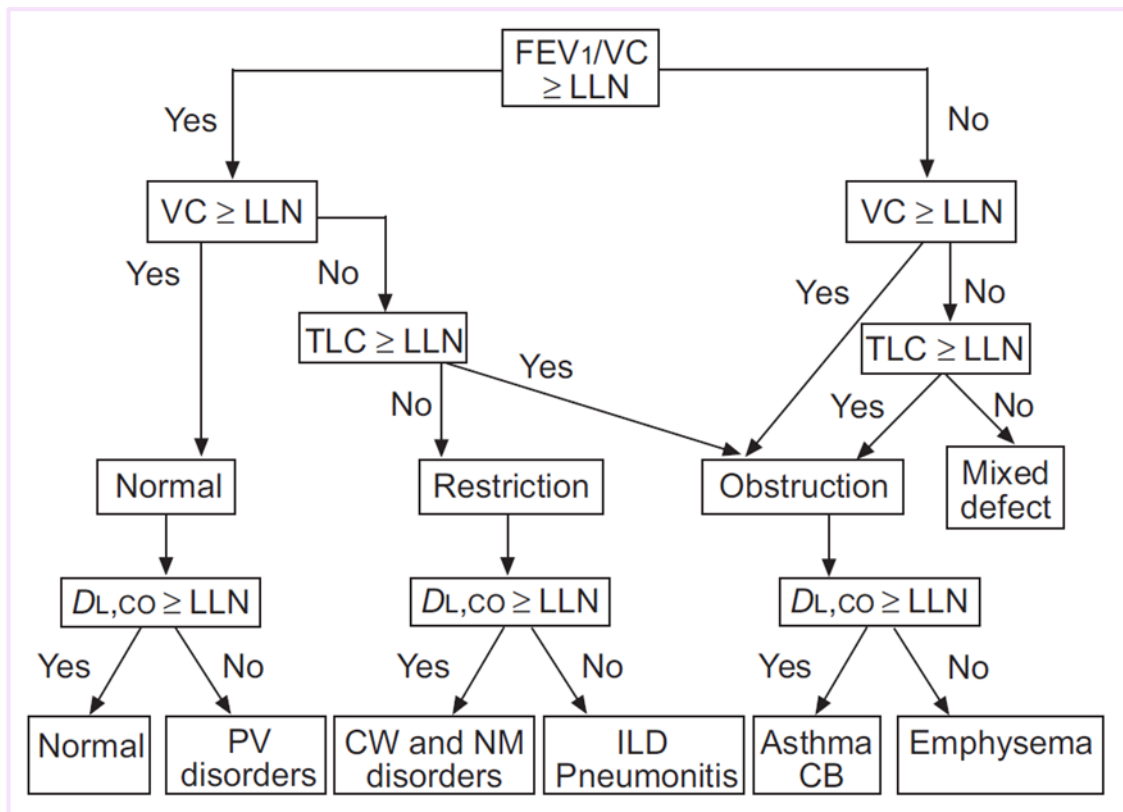 FEV1/VC
≥ LLN
Yes
No
VC ≥ LLN
VC ≥ LLN
Yes
No
Yes
No
TLC ≥ LLN
TLC ≥ LLN
Yes
No
Yes
No
Normal
Restriction
Obstruction
Mixed
defect
DL,CO ≥ LLN
DL,CO ≥ LLN
DL,CO ≥ LLN
Yes
No
Yes
No
Yes
No
Normal
PV
disorders
CW and NM
disorders
ILD
Pneumonitis
Asthma
CB
Emphysema